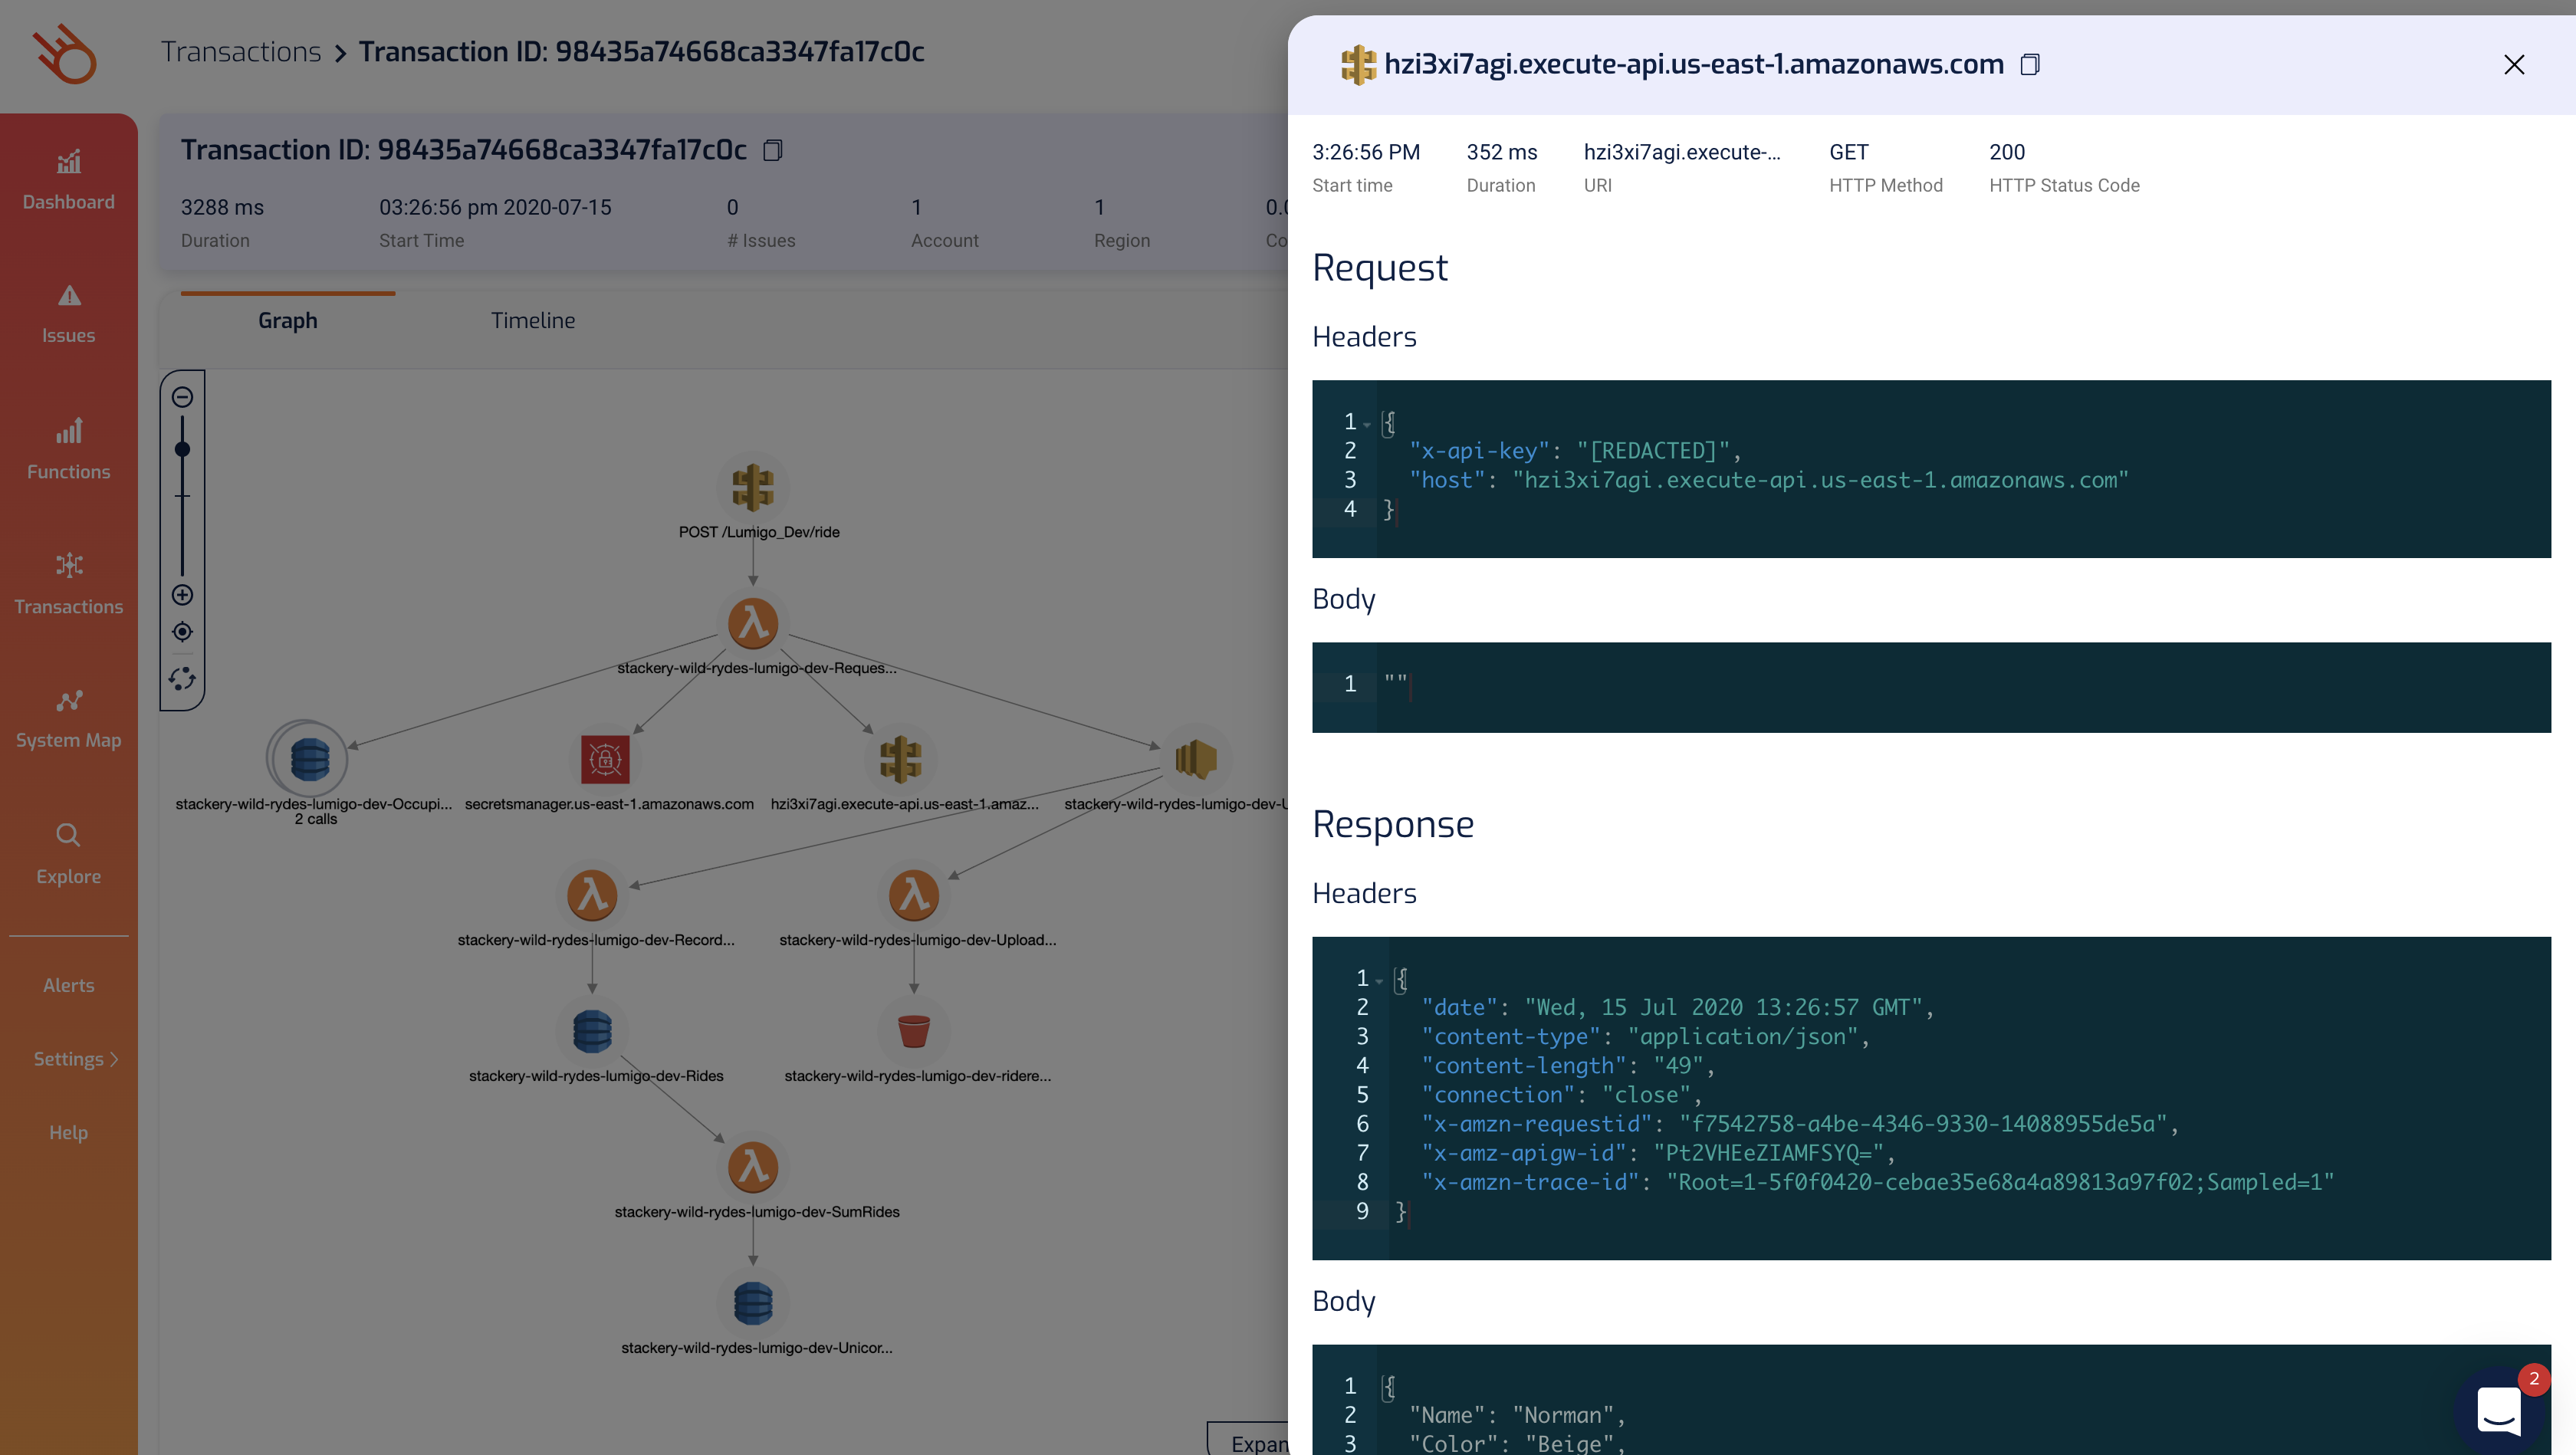 Transactions > Transaction ID: 98435a74668ca3347fa17c0c
Transaction ID: 98435a74668ca3347fa17c0c
3288 ms
Duration
03:26:56 pm 2020-07-15
Start Time
0
# Issues
1
Account
1
Region
Dashboard
Issues
Functions
Transactions
System Map
Explore
Alerts
Settings >
Help
Graph
Timeline
POST /Lumigo_Dev/ride
stackery-wild-rydes-lumigo-dev-Reques...
stackery-wild-rydes-lumigo-dev-Occupi...
2 calls
secretsmanager.us-east-1.amazonaws.com
hzi3xi7agi.execute-api.us-east-1.amaz...
stackery-wild-rydes-lumigo-dev-U
stackery-wild-rydes-lumigo-dev-Record...
stackery-wild-rydes-lumigo-dev-Upload...
stackery-wild-rydes-lumigo-dev-Rides
stackery-wild-rydes-lumigo-dev-ridere...
stackery-wild-rydes-lumigo-dev-SumRides
stackery-wild-rydes-lumigo-dev-Unicor...
Expan
hzi3xi7agi.execute-api.us-east-1.amazonaws.com
3:26:56 PM
Start time
352 ms
Duration
hzi3xi7agi.execute-...
URI
GET
HTTP Method
200
HTTP Status Code
Request
Headers
1 {
2 "x-api-key": "[REDACTED]",
3 "host": "hzi3xi7agi.execute-api.us-east-1.amazonaws.com"
4 }
Body
1 ""
Response
Headers
1 {
2 "date": "Wed, 15 Jul 2020 13:26:57 GMT",
3 "content-type": "application/json",
4 "content-length": "49",
5 "connection": "close",
6 "x-amzn-requestid": "f7542758-a4be-4346-9330-14088955de5a",
7 "x-amz-apigw-id": "Pt2VHEeZIAMFSYQ=",
8 "x-amzn-trace-id": "Root=1-5f0f0420-cebae35e68a4a89813a97f02;Sampled=1"
9 }
Body
1 {
2 "Name": "Norman",
3 "Color": "Beige",
2